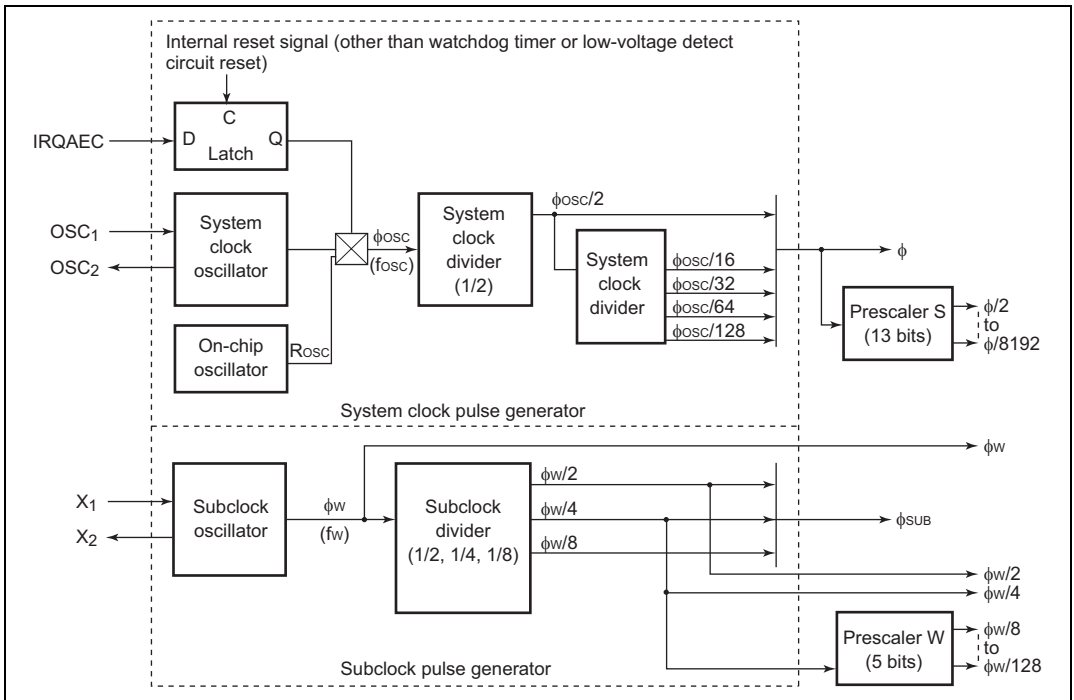 Internal reset signal (other than watchdog timer or low-voltage detect
circuit reset)
IRQAEC
C
D
Q
Latch
OSC1
OSC2
System
clock
oscillator
On-chip
oscillator
ROSC
φOSC
(fOSC)
System
clock
divider
(1/2)
φOSC/2
System
clock
divider
φOSC/16
φOSC/32
φOSC/64
φOSC/128
φ
Prescaler S
(13 bits)
φ/2
to
φ/8192
System clock pulse generator
X1
X2
Subclock
oscillator
φW
(fW)
Subclock
divider
(1/2, 1/4, 1/8)
φW/2
φW/4
φW/8
φW
φSUB
φW/2
φW/4
Prescaler W
(5 bits)
φW/8
to
φW/128
Subclock pulse generator